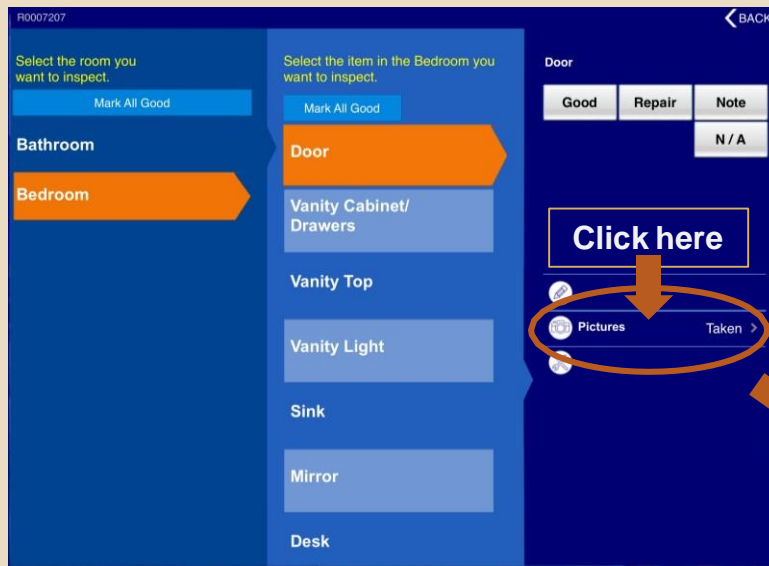 R0007207
BACK
Select the room you
want to inspect.
Mark All Good
Bathroom
Bedroom
Select the item in the Bedroom you
want to inspect.
Mark All Good
Door
Vanity Cabinet/
Drawers
Vanity Top
Vanity Light
Sink
Mirror
Desk
Door
Good Repair Note
N / A
Click here
Pictures Taken